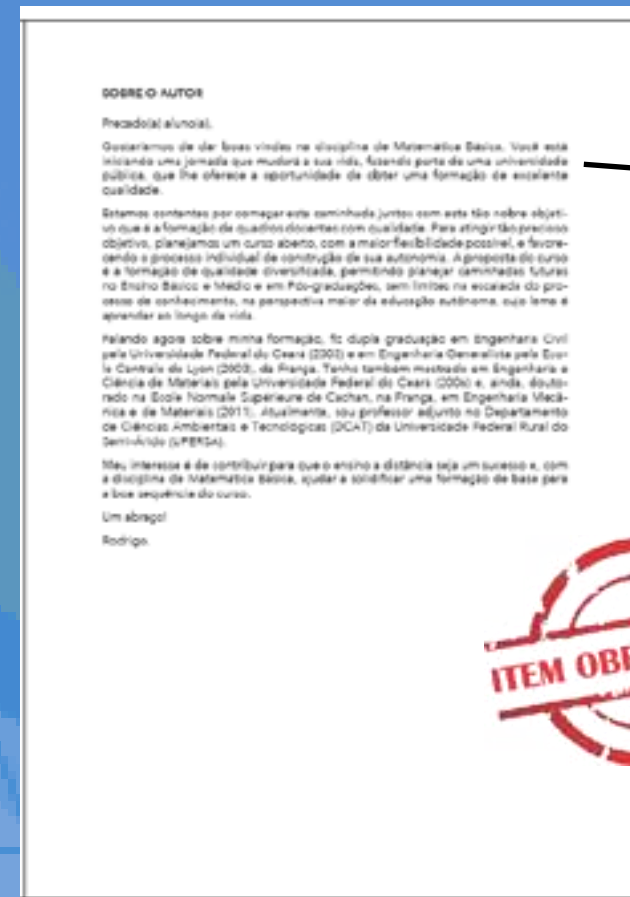 SOBRE O AUTOR
Prezado(a) aluno(a),
Gostaríamos de dar boas vindas na disciplina de Matemática Básica. Você está
iniciando uma jornada que mudará a sua vida, fazendo parte de uma universidade
pública, que lhe oferece a oportunidade de obter uma formação de excelente
qualidade.
Estamos contentes por começar esta caminhada juntos com este tão nobre objeti-
vo que é a formação de quadros docentes com qualidade. Para atingir tão precioso
objetivo, planejamos um curso aberto, com a maior flexibilidade possível, e favore-
cendo o processo individual de construção de sua autonomia. A proposta do curso
é a formação de qualidade diversificada, permitindo planejar caminhadas futuras
no Ensino Básico e Médio e em Pós-graduações, sem limites na escalada do pro-
cesso de conhecimento, na perspectiva maior da educação autônoma, cujo lema é
aprender ao longo da vida.
Falando agora sobre minha formação, fiz dupla graduação em Engenharia Civil
pela Universidade Federal do Ceará (2003) e em Engenharia Generalista pela Eco-
le Centrale de Lyon (2003), da França. Tenho também mestrado em Engenharia e
Ciência de Materiais pela Universidade Federal do Ceará (2006) e, ainda, douto-
rado na Ecole Normale Supérieure de Cachan, na França, em Engenharia Mecâ-
nica e de Materiais (2011). Atualmente, sou professor adjunto no Departamento
de Ciências Ambientais e Tecnológicas (DCAT) da Universidade Federal Rural do
Semi-Árido (UFERSA).
Meu interesse é de contribuir para que o ensino a distância seja um sucesso e, com
a disciplina de Matemática Básica, ajudar a solidificar uma formação de base para
a boa sequência do curso.
Um abraço!
Rodrigo.
ITEM OBR